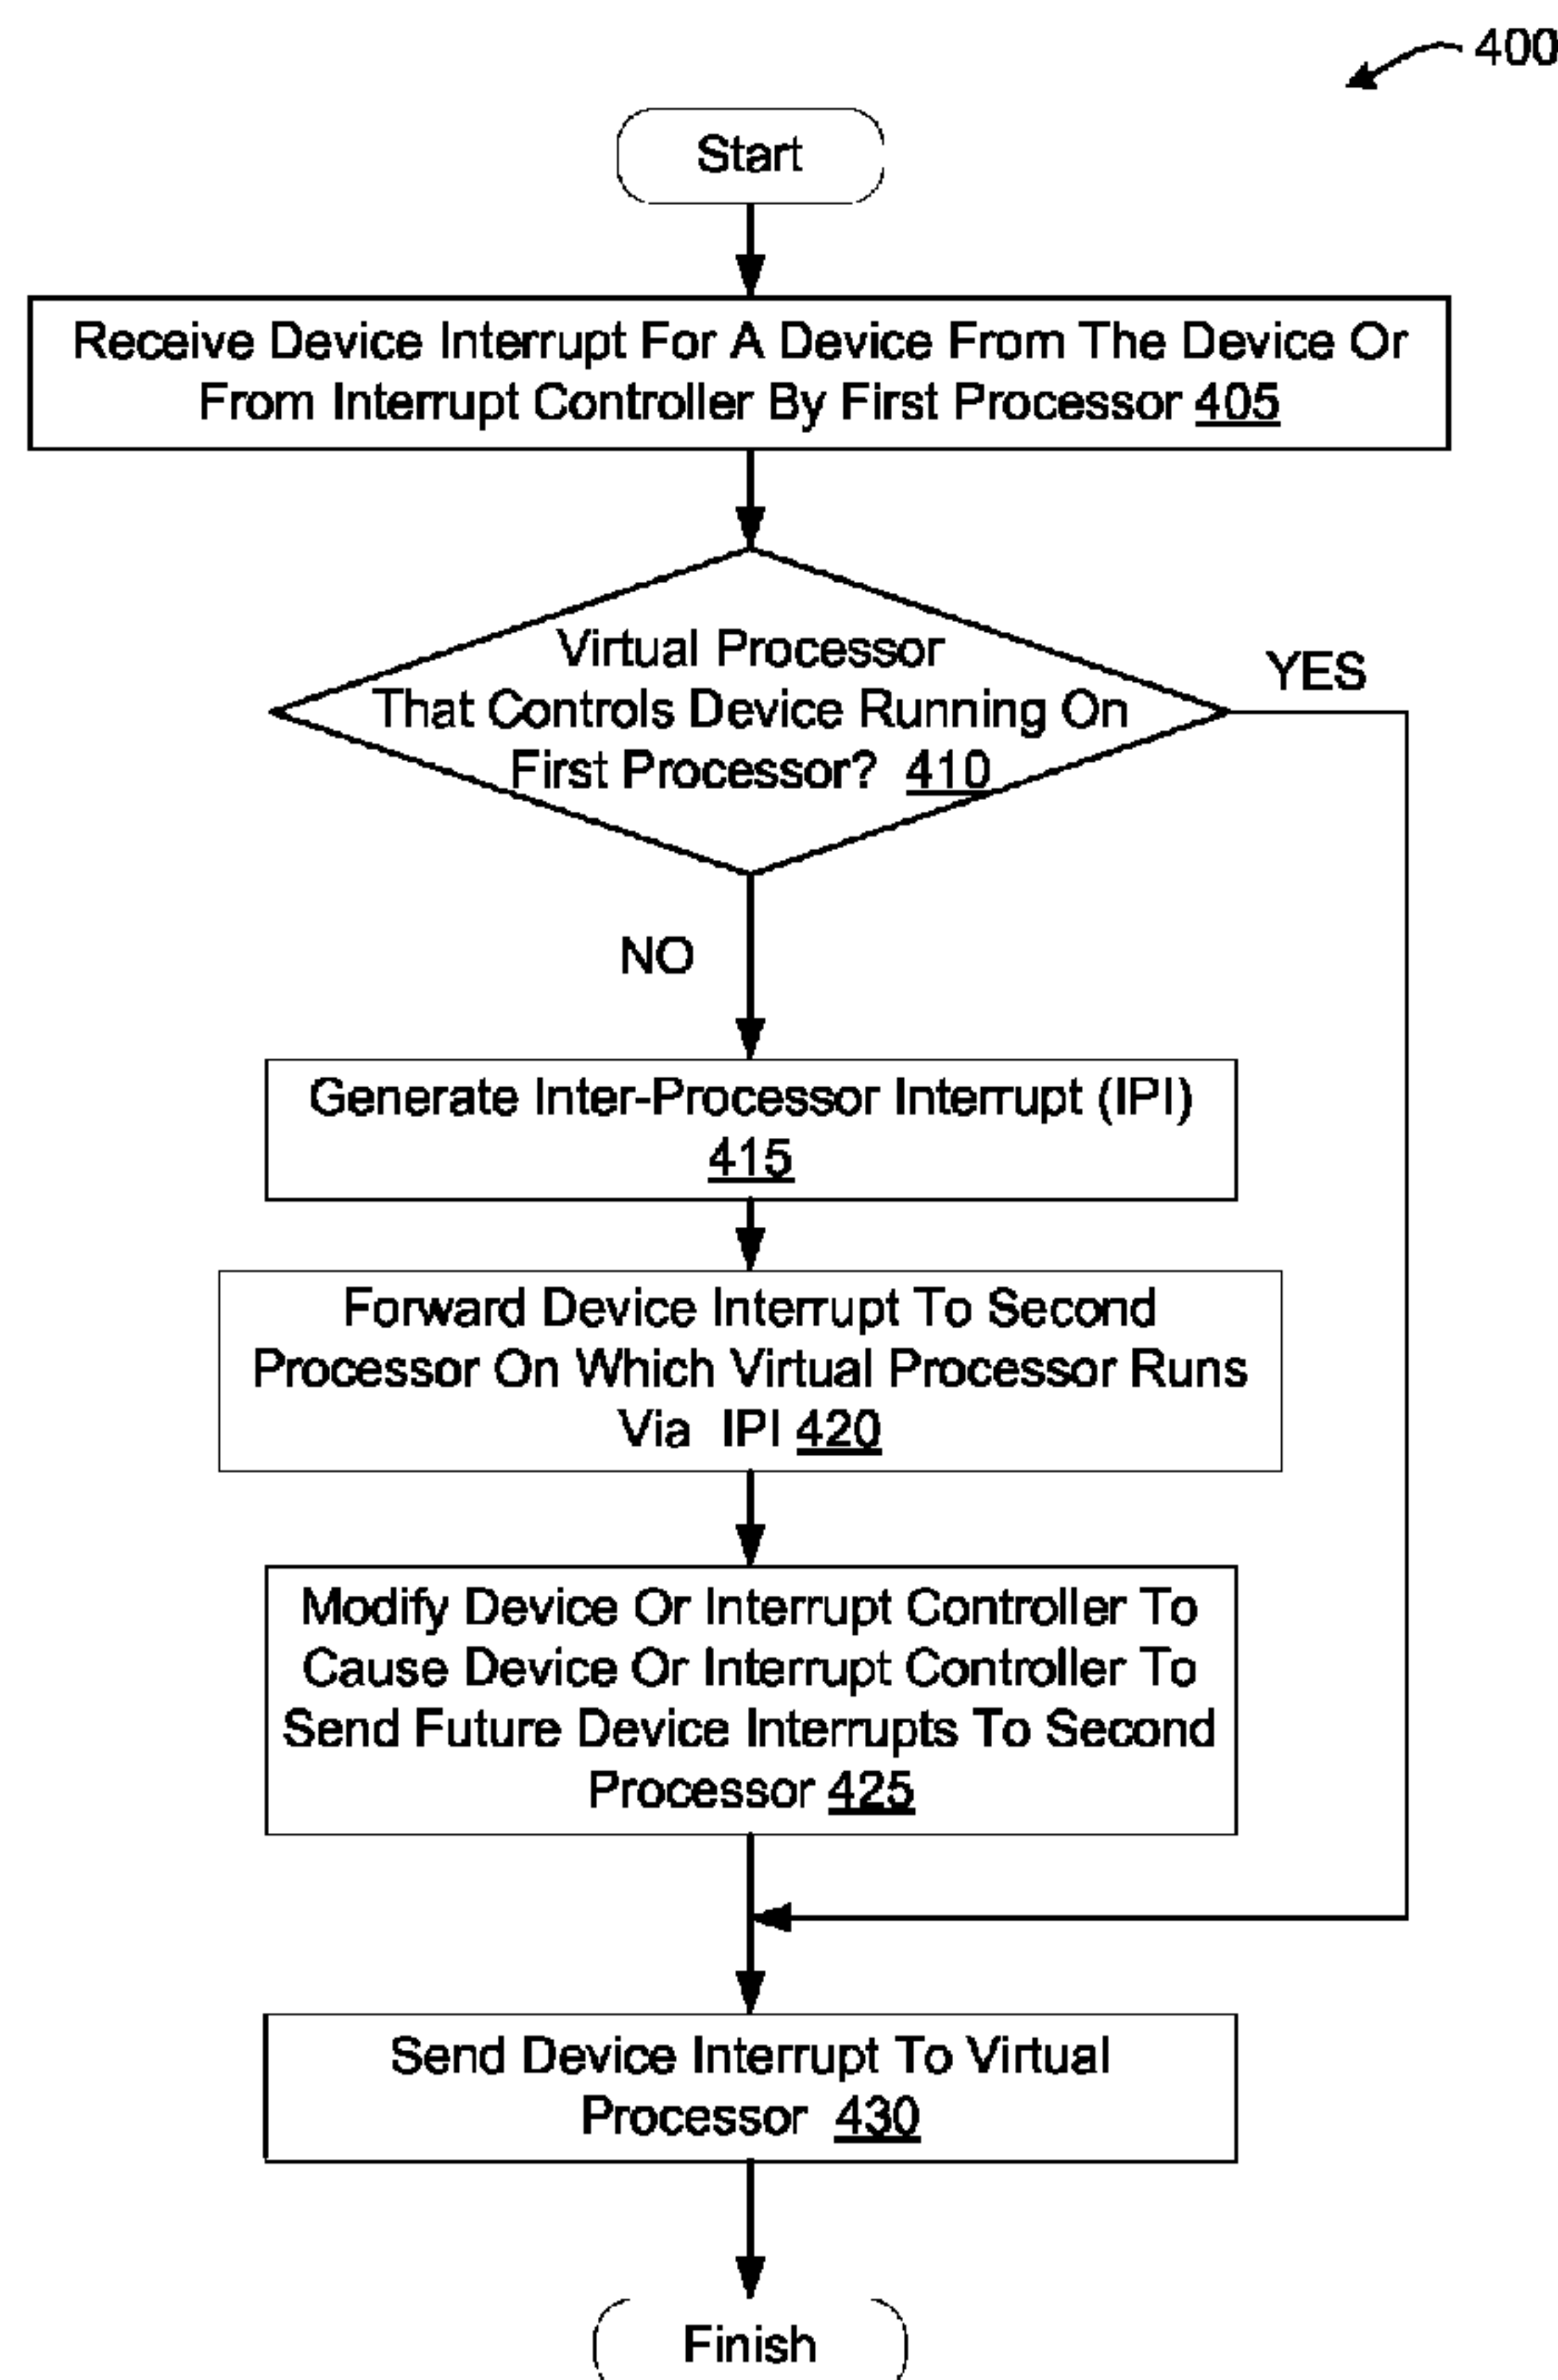 400
Start
Receive Device Interrupt For A Device From The Device Or
From Interrupt Controller By First Processor 405
Virtual Processor
That Controls Device Running On
First Processor? 410
YES
NO
Generate Inter-Processor Interrupt (IPI)
415
Forward Device Interrupt To Second
Processor On Which Virtual Processor Runs
Via IPI 420
Modify Device Or Interrupt Controller To
Cause Device Or Interrupt Controller To
Send Future Device Interrupts To Second
Processor 425
Send Device Interrupt To Virtual
Processor 430
Finish